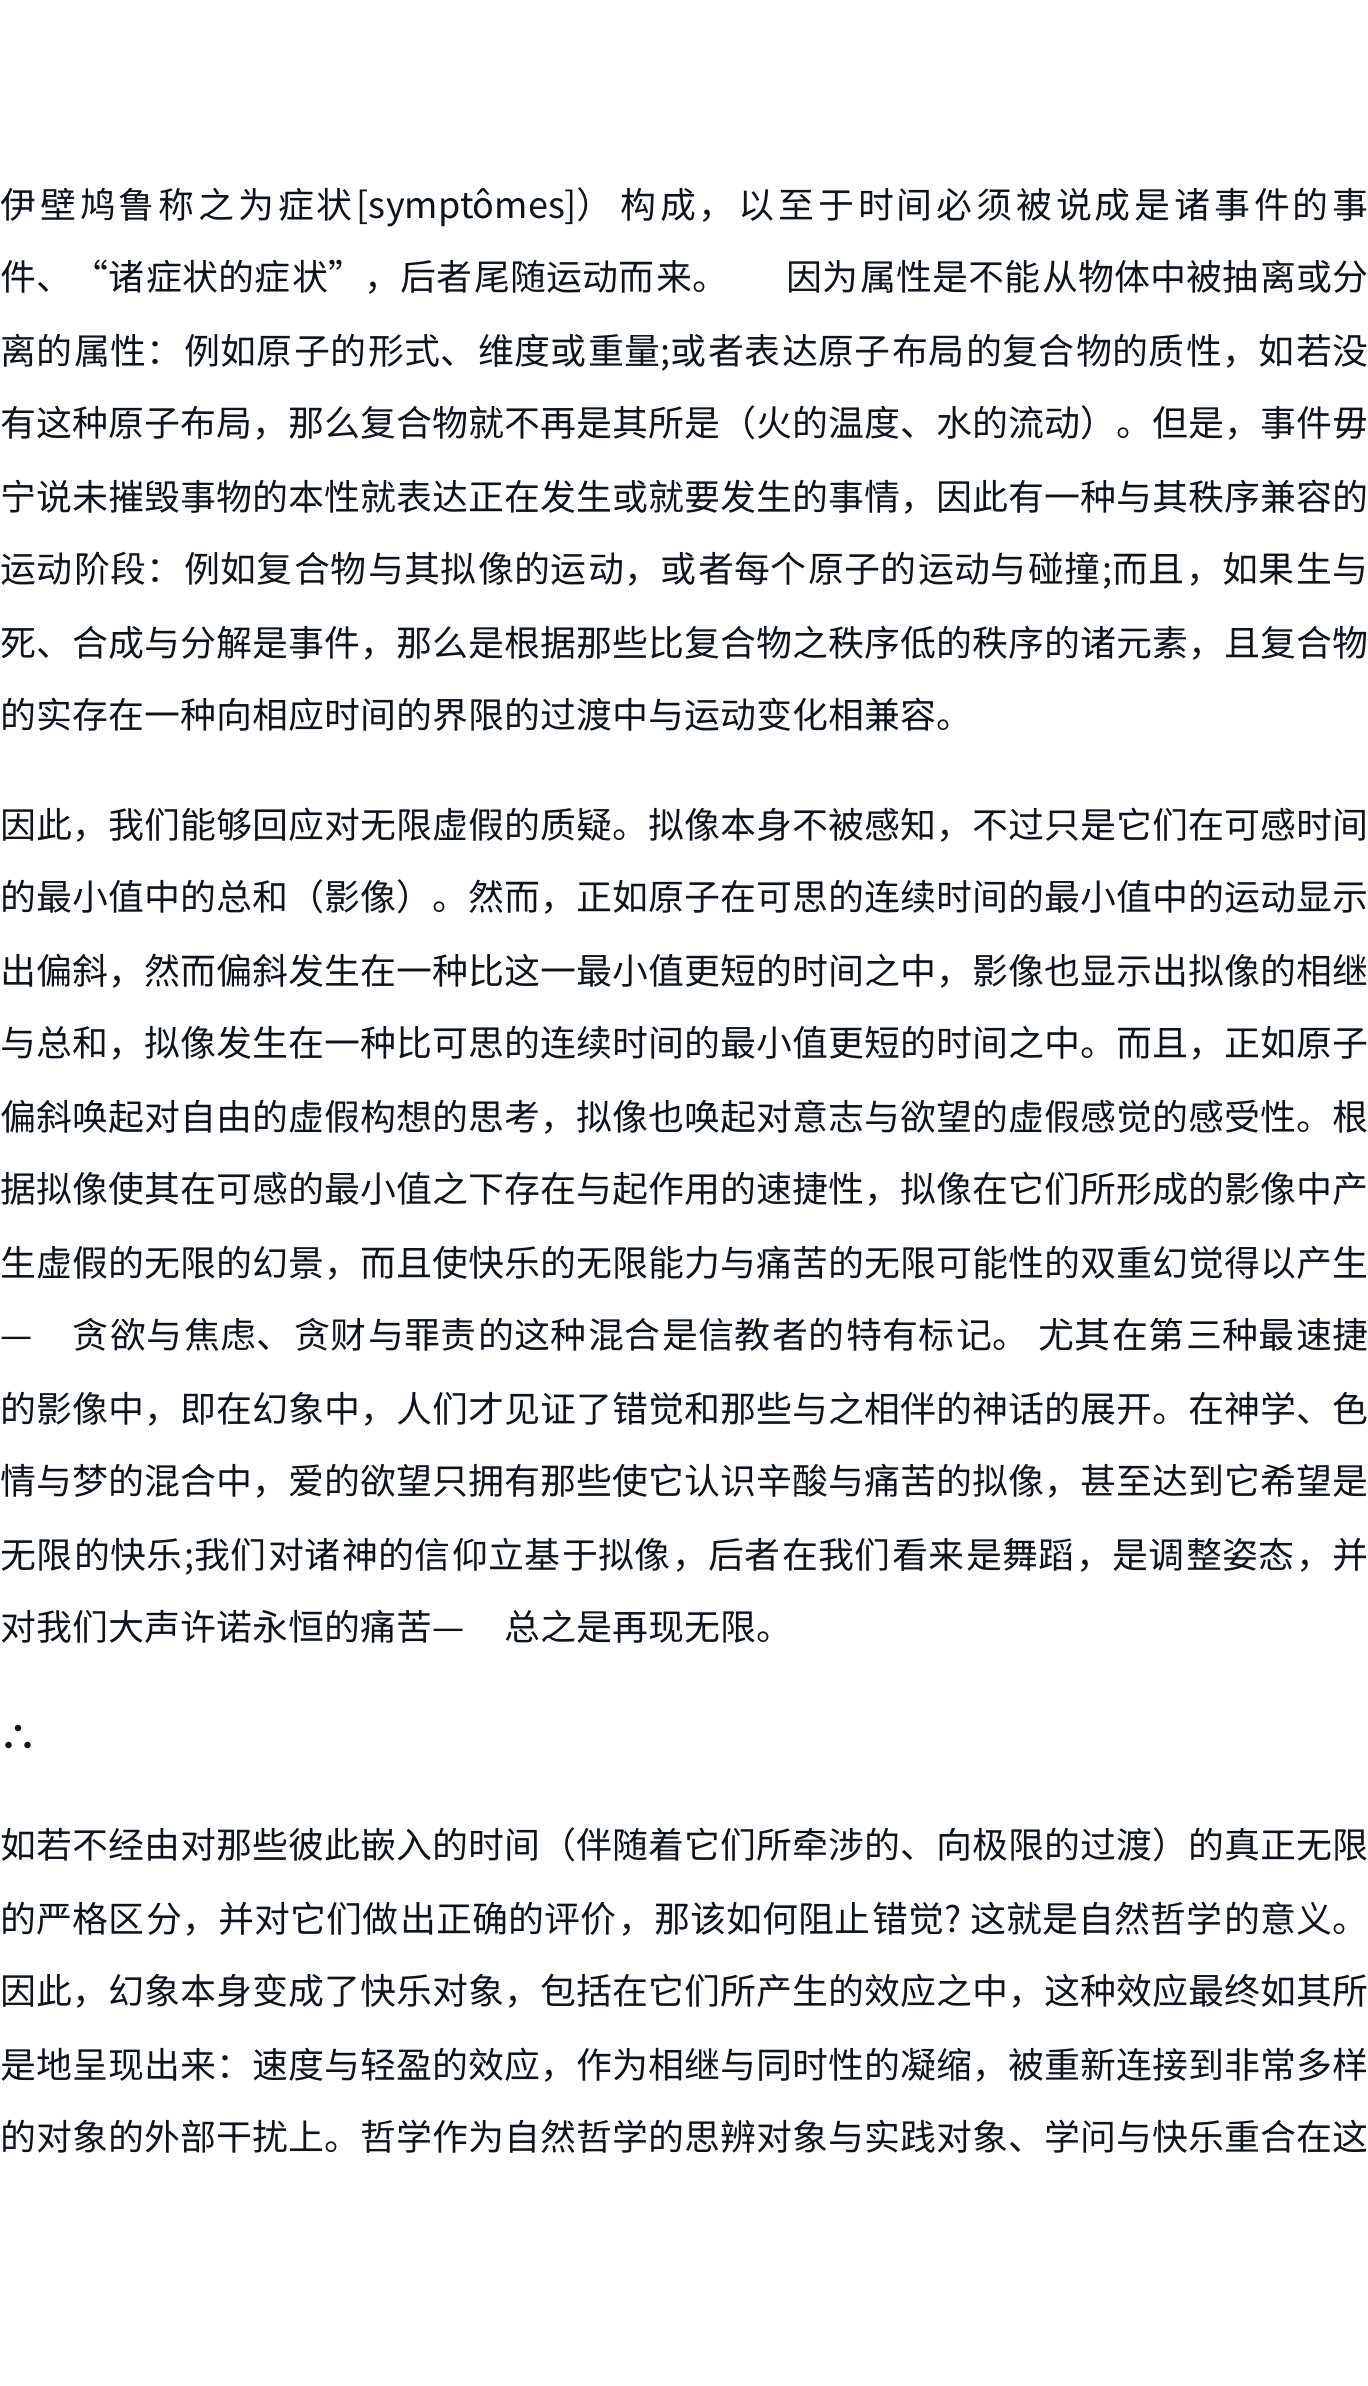 伊壁鸠鲁称之为症状[symptômes]） 构成，以至于时间必须被说成是诸事件的事
件、“诸症状的症状”，后者尾随运动而来。　　因为属性是不能从物体中被抽离或分
离的属性：例如原子的形式、维度或重量;或者表达原子布局的复合物的质性，如若没
有这种原子布局，那么复合物就不再是其所是（火的温度、水的流动）。但是，事件毋
宁说未摧毁事物的本性就表达正在发生或就要发生的事情，因此有一种与其秩序兼容的
运动阶段：例如复合物与其拟像的运动，或者每个原子的运动与碰撞;而且，如果生与
死、合成与分解是事件，那么是根据那些比复合物之秩序低的秩序的诸元素，且复合物
的实存在一种向相应时间的界限的过渡中与运动变化相兼容。
因此，我们能够回应对无限虚假的质疑。拟像本身不被感知，不过只是它们在可感时间
的最小值中的总和（影像）。然而，正如原子在可思的连续时间的最小值中的运动显示
出偏斜，然而偏斜发生在一种比这一最小值更短的时间之中，影像也显示出拟像的相继
与总和，拟像发生在一种比可思的连续时间的最小值更短的时间之中。而且，正如原子
偏斜唤起对自由的虚假构想的思考，拟像也唤起对意志与欲望的虚假感觉的感受性。根
据拟像使其在可感的最小值之下存在与起作用的速捷性，拟像在它们所形成的影像中产
生虚假的无限的幻景，而且使快乐的无限能力与痛苦的无限可能性的双重幻觉得以产生
—　贪欲与焦虑、贪财与罪责的这种混合是信教者的特有标记。 尤其在第三种最速捷
的影像中，即在幻象中，人们才见证了错觉和那些与之相伴的神话的展开。在神学、色
情与梦的混合中，爱的欲望只拥有那些使它认识辛酸与痛苦的拟像，甚至达到它希望是
无限的快乐;我们对诸神的信仰立基于拟像，后者在我们看来是舞蹈，是调整姿态，并
对我们大声许诺永恒的痛苦—　总之是再现无限。
∴
如若不经由对那些彼此嵌入的时间（伴随着它们所牵涉的、向极限的过渡）的真正无限
的严格区分，并对它们做出正确的评价，那该如何阻止错觉? 这就是自然哲学的意义。
因此，幻象本身变成了快乐对象，包括在它们所产生的效应之中，这种效应最终如其所
是地呈现出来：速度与轻盈的效应，作为相继与同时性的凝缩，被重新连接到非常多样
的对象的外部干扰上。哲学作为自然哲学的思辨对象与实践对象、学问与快乐重合在这